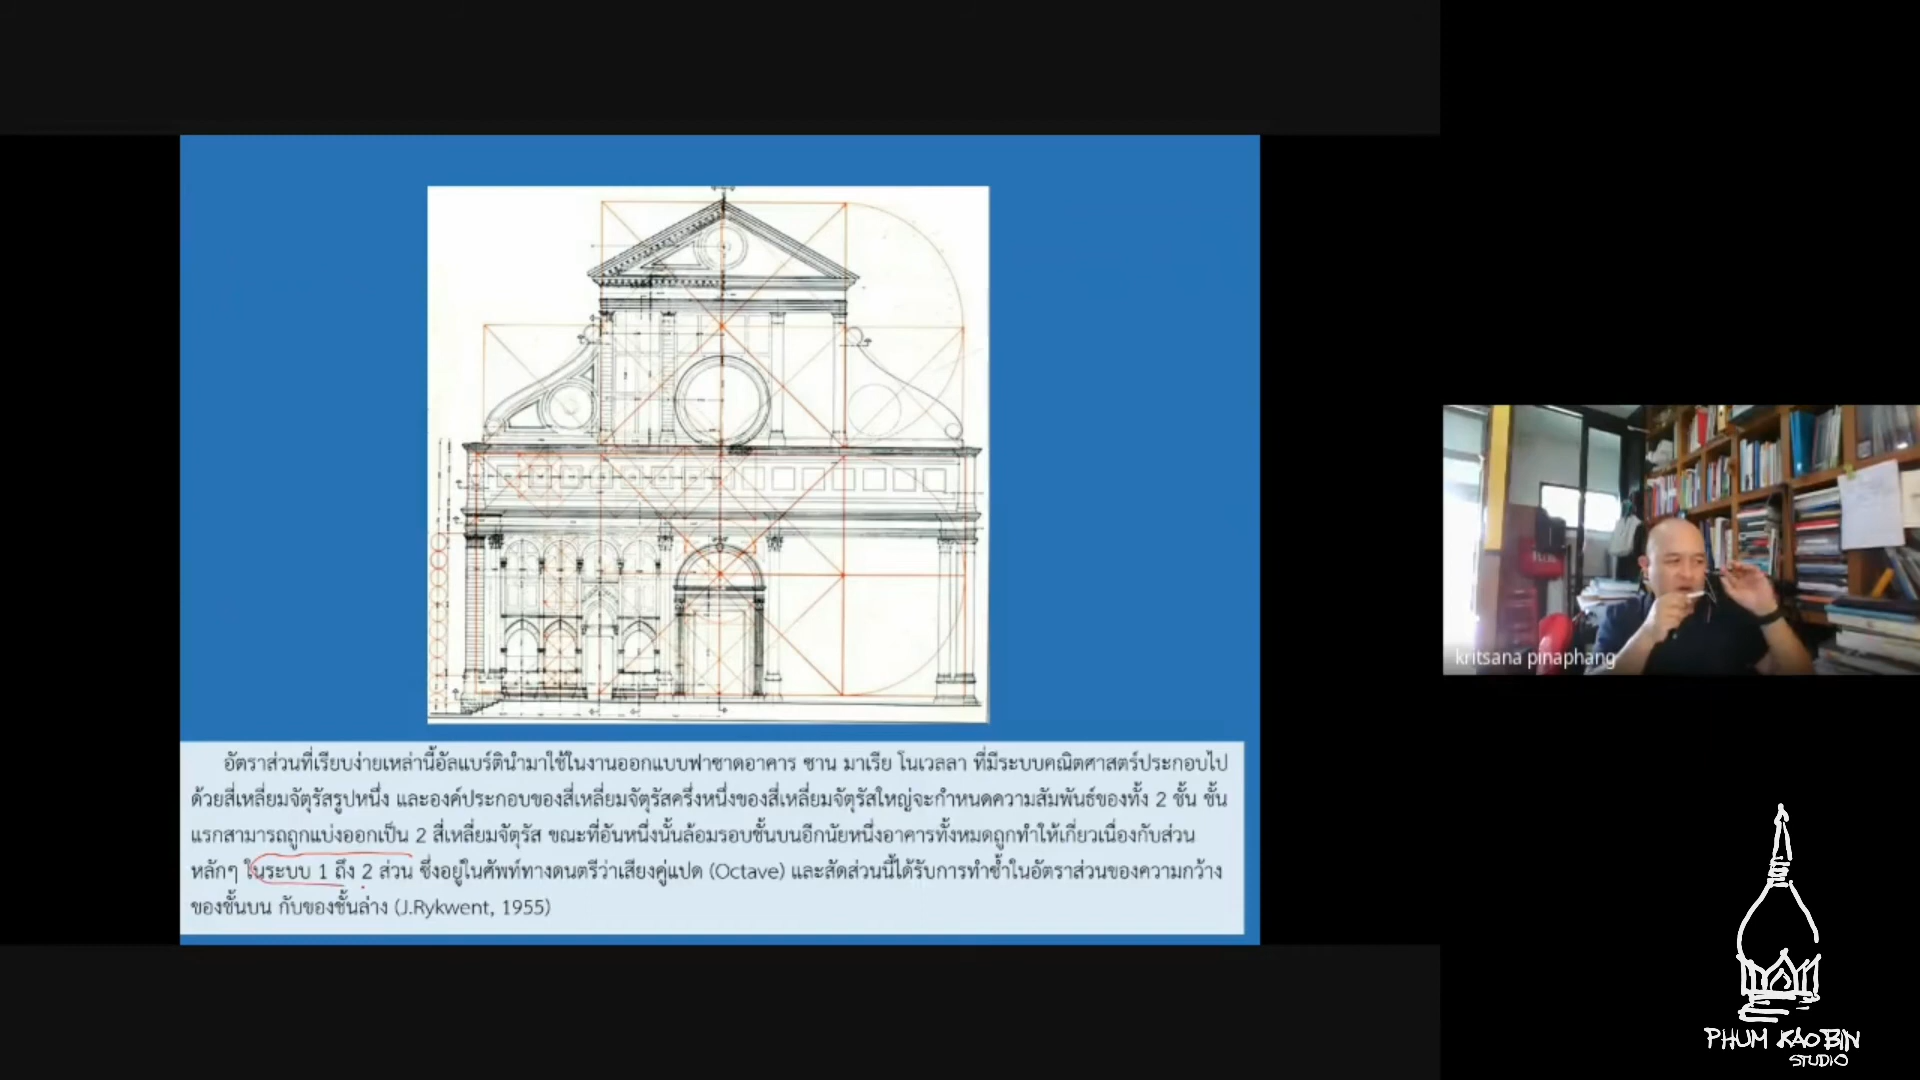 อัตราส่วนที่เรียบง่ายเหล่านี้อัลแบร์ตินำมาใช้ในงานออกแบบฟาซาดอาคาร ซาน มาเรีย โนเวลลา ที่มีระบบคณิตศาสตร์ประกอบไป
ด้วยสี่เหลี่ยมจัตุรัสรูปหนึ่ง และองค์ประกอบของสี่เหลี่ยมจัตุรัสครึ่งหนึ่งของสี่เหลี่ยมจัตุรัสใหญ่จะกำหนดความสัมพันธ์ของทั้ง 2 ชั้น ชั้น
แรกสามารถถูกแบ่งออกเป็น 2 สี่เหลี่ยมจัตุรัส ขณะที่อันหนึ่งนั้นล้อมรอบชั้นบนอีกนัยหนึ่งอาคารทั้งหมดถูกทำให้เกี่ยวเนื่องกับส่วน
หลักๆ ในระบบ 1 ถึง 2 ส่วน ซึ่งอยู่ในศัพท์ทางดนตรีว่าเสียงคู่แปด (Octave) และสัดส่วนนี้ได้รับการทำซ้ำในอัตราส่วนของความกว้าง
ของชั้นบน กับของชั้นล่าง (J.Rykwent, 1955)
kritsana pinaphang
PHUM KAOBIN
STUDIO